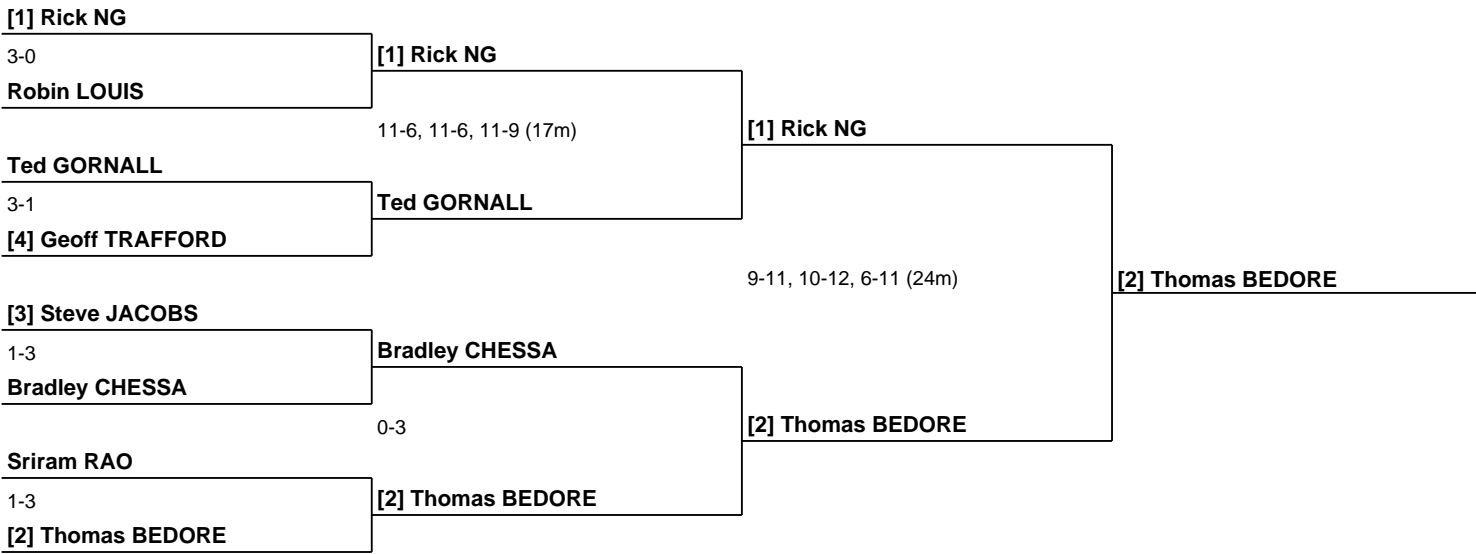 [1] Rick NG
3-0
Robin LOUIS
Ted GORNALL
3-1
[4] Geoff TRAFFORD
[3] Steve JACOBS
1-3
Bradley CHESSA
Sriram RAO
1-3
[2] Thomas BEDORE
[1] Rick NG
11-6, 11-6, 11-9 (17m)
Ted GORNALL
Bradley CHESSA
0-3
[2] Thomas BEDORE
[1] Rick NG
9-11, 10-12, 6-11 (24m)
[2] Thomas BEDORE
[2] Thomas BEDORE